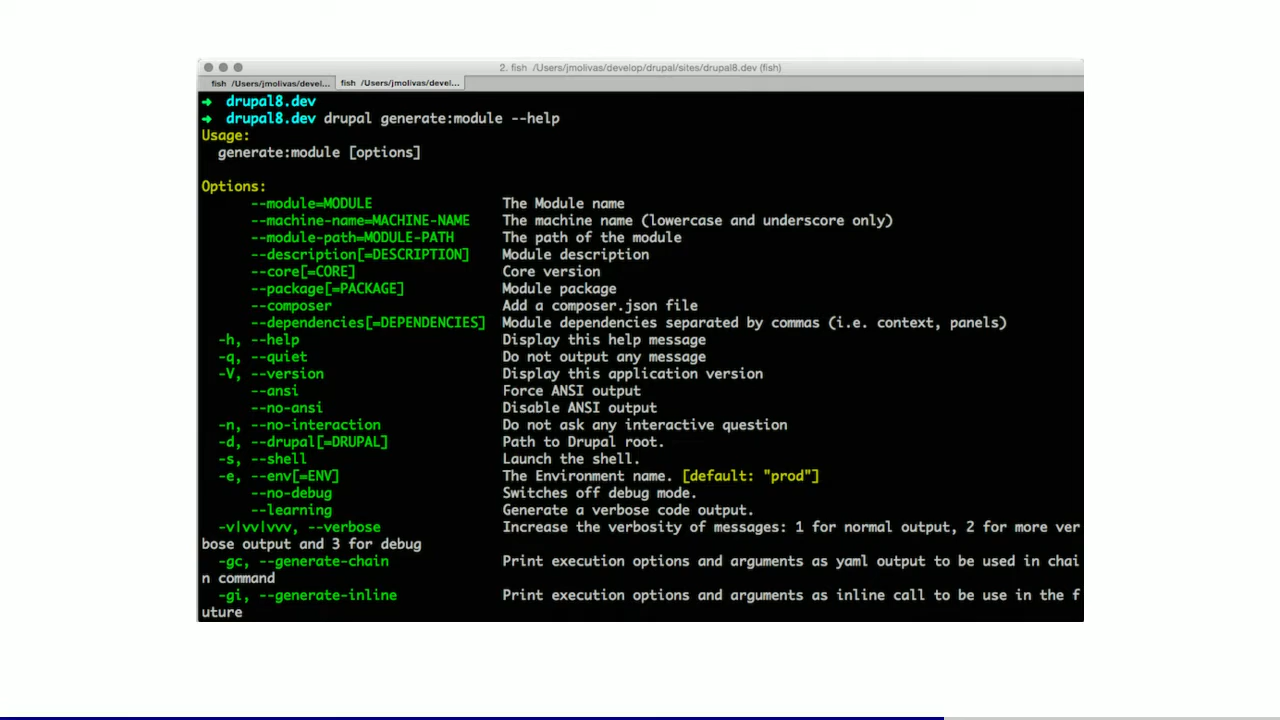 2. fish /Users/jmolivas/develop/drupal/sites/drupal8.dev (fish)
fish /Users/jmolivas/devel... fish /Users/jmolivas/devel...
➜ drupal8.dev
➜ drupal8.dev drupal generate:module --help
Usage:
generate:module [options]
Options:
--module=MODULE The Module name
--machine-name=MACHINE-NAME The machine name (lowercase and underscore only)
--module-path=MODULE-PATH The path of the module
--description[=DESCRIPTION] Module description
--core[=CORE] Core version
--package[=PACKAGE] Module package
--composer Add a composer.json file
--dependencies[=DEPENDENCIES] Module dependencies separated by commas (i.e. context, panels)
-h, --help Display this help message
-q, --quiet Do not output any message
-V, --version Display this application version
--ansi Force ANSI output
--no-ansi Disable ANSI output
-n, --no-interaction Do not ask any interactive question
-d, --drupal[=DRUPAL] Path to Drupal root.
-s, --shell Launch the shell.
-e, --env[=ENV] The Environment name. [default: "prod"]
--no-debug Switches off debug mode.
--learning Generate a verbose code output.
-v|vv|vvv, --verbose Increase the verbosity of messages: 1 for normal output, 2 for more ver
bose output and 3 for debug
-gc, --generate-chain Print execution options and arguments as yaml output to be used in chai
n command
-gi, --generate-inline Print execution options and arguments as inline call to be use in the f
uture